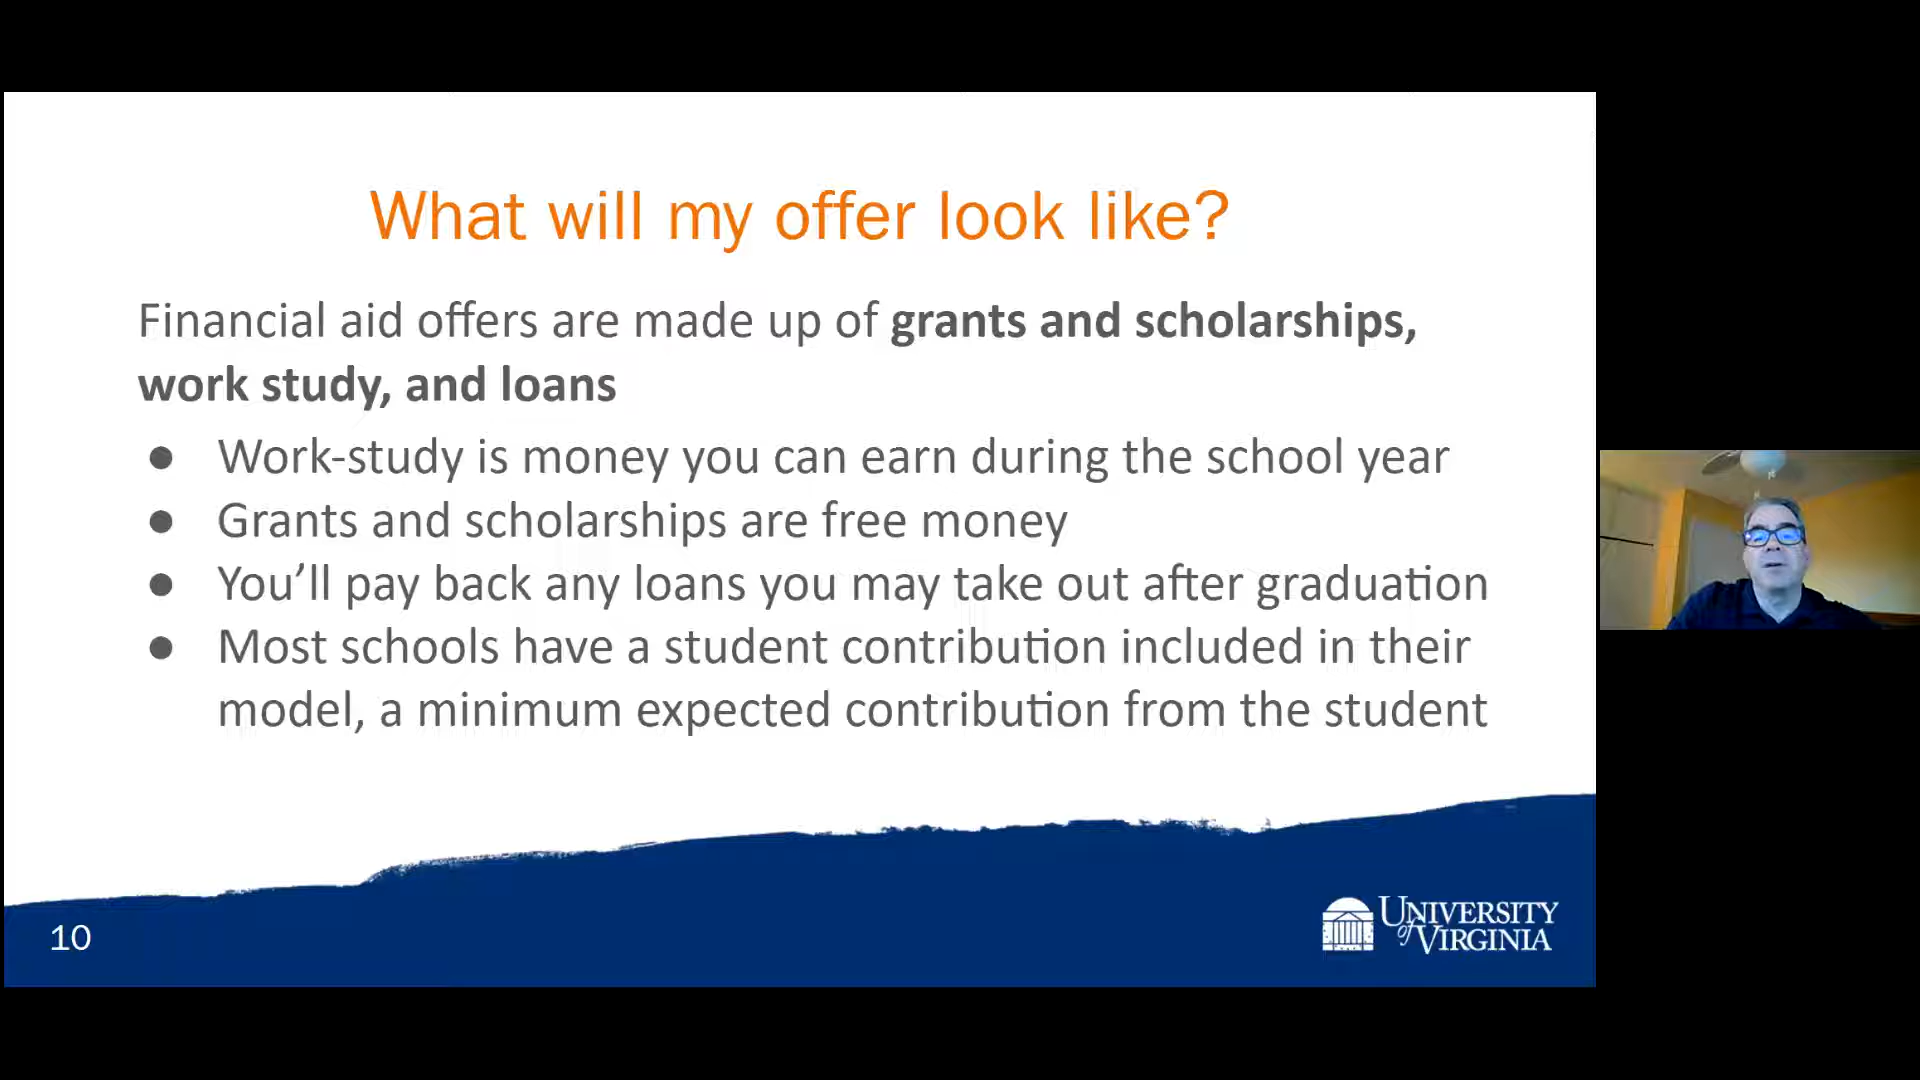 What will my offer look like?
Financial aid offers are made up of grants and scholarships,
work study, and loans
● Work-study is money you can earn during the school year
● Grants and scholarships are free money
● You’ll pay back any loans you may take out after graduation
● Most schools have a student contribution included in their
model, a minimum expected contribution from the student
10
UNIVERSITY
of VIRGINIA